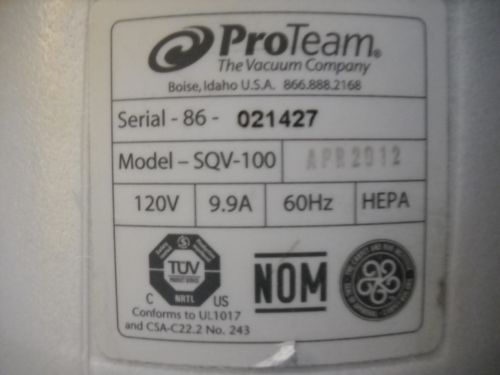 ProTeam®
The Vacuum Company
Boise, Idaho U.S.A. 866.888.2168
Serial - 86 - 021427
Model – SQV-100 APR 2012
120V 9.9A 60Hz HEPA
TÜV
C NRTL US
NOM
Conforms to UL1017
and CSA-C22.2 No. 243